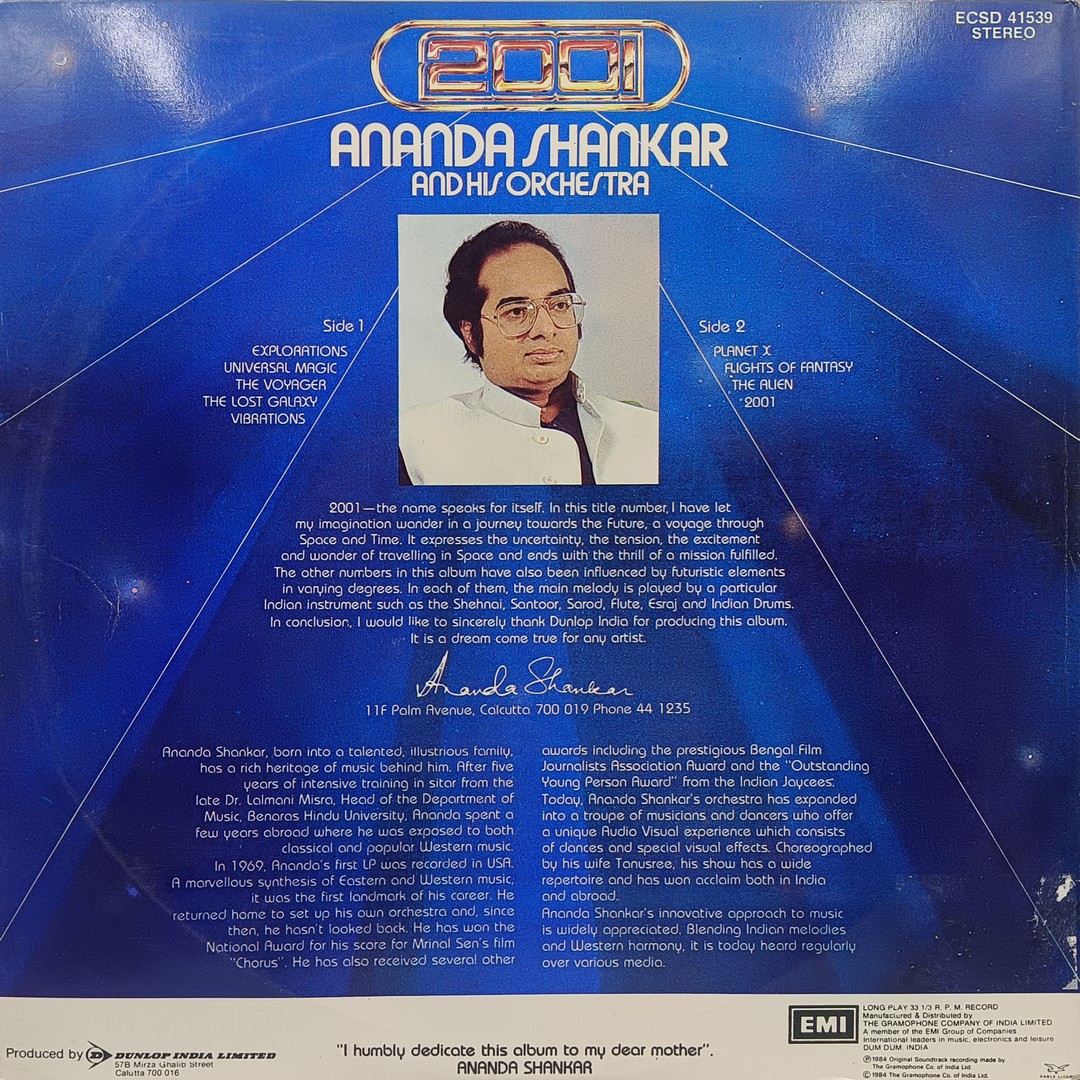 ECSD 41539
STEREO
2001
ANANDA SHANKAR
AND HIS ORCHESTRA
Side 1
EXPLORATIONS
UNIVERSAL MAGIC
THE VOYAGER
THE LOST GALAXY
VIBRATIONS
Side 2
PLANET X
FLIGHTS OF FANTASY
THE ALIEN
2001
2001—the name speaks for itself. In this title number, I have let
my imagination wander in a journey towards the Future, a voyage through
Space and Time. It expresses the uncertainty, the tension, the excitement
and wonder of travelling in Space and ends with the thrill of a mission fulfilled.
The other numbers in this album have also been influenced by futuristic elements
in varying degrees. In each of them, the main melody is played by a particular
Indian instrument such as the Shehnai, Santoor, Sarod, Flute, Esraj and Indian Drums.
In conclusion, I would like to sincerely thank Dunlop India for producing this album.
It is a dream come true for any artist.
Ananda Shankar
11F Palm Avenue, Calcutta 700 019 Phone 44 1235
Ananda Shankar, born into a talented, illustrious family,
has a rich heritage of music behind him. After five
years of intensive training in sitar from the
late Dr. Lalmani Misra, Head of the Department of
Music, Benaras Hindu University, Ananda spent a
few years abroad where he was exposed to both
classical and popular Western music.
In 1969, Ananda's first LP was recorded in USA.
A marvellous synthesis of Eastern and Western music,
it was the first landmark of his career. He
returned home to set up his own orchestra and, since
then, he hasn't looked back. He has won the
National Award for his score for Mrinal Sen's film
"Chorus". He has also received several other
awards including the prestigious Bengal Film
Journalists Association Award and the "Outstanding
Young Person Award" from the Indian Jaycees.
Today, Ananda Shankar's orchestra has expanded
into a troupe of musicians and dancers who offer
a unique Audio Visual experience which consists
of dances and special visual effects. Choreographed
by his wife Tanusree, his show has a wide
repertoire and has won acclaim both in India
and abroad.
Ananda Shankar's innovative approach to music
is widely appreciated. Blending Indian melodies
and Western harmony, it is today heard regularly
over various media.
Produced by DUNLOP INDIA LIMITED
57B Mirza Ghalib Street
Calutta 700 016
"I humbly dedicate this album to my dear mother".
ANANDA SHANKAR
EMI
LONG PLAY 33 1/3 R. P. M. RECORD
Manufactured & Distributed by
THE GRAMOPHONE COMPANY OF INDIA LIMITED
A member of the EMI Group of Companies
International leaders in music, electronics and leisure
DUM DUM, INDIA
℗ 1984 Original Soundtrack recording made by
The Gramophone Co. of India Ltd.
© 1984 The Gramophone Co. of India Ltd.